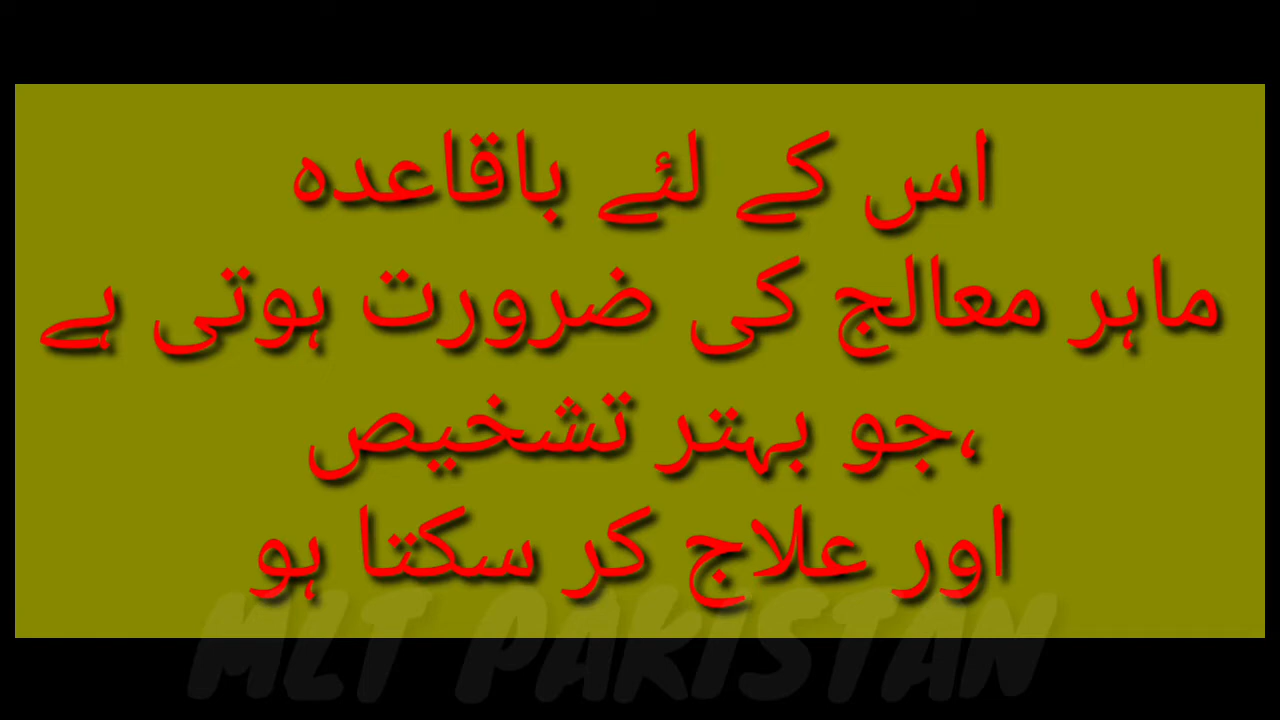 اس کے لئے باقاعدہ
ماہر معالج کی ضرورت ہوتی ہے
،جو بہتر تشخیص
اور علاج کر سکتا ہو
MLT PAKISTAN